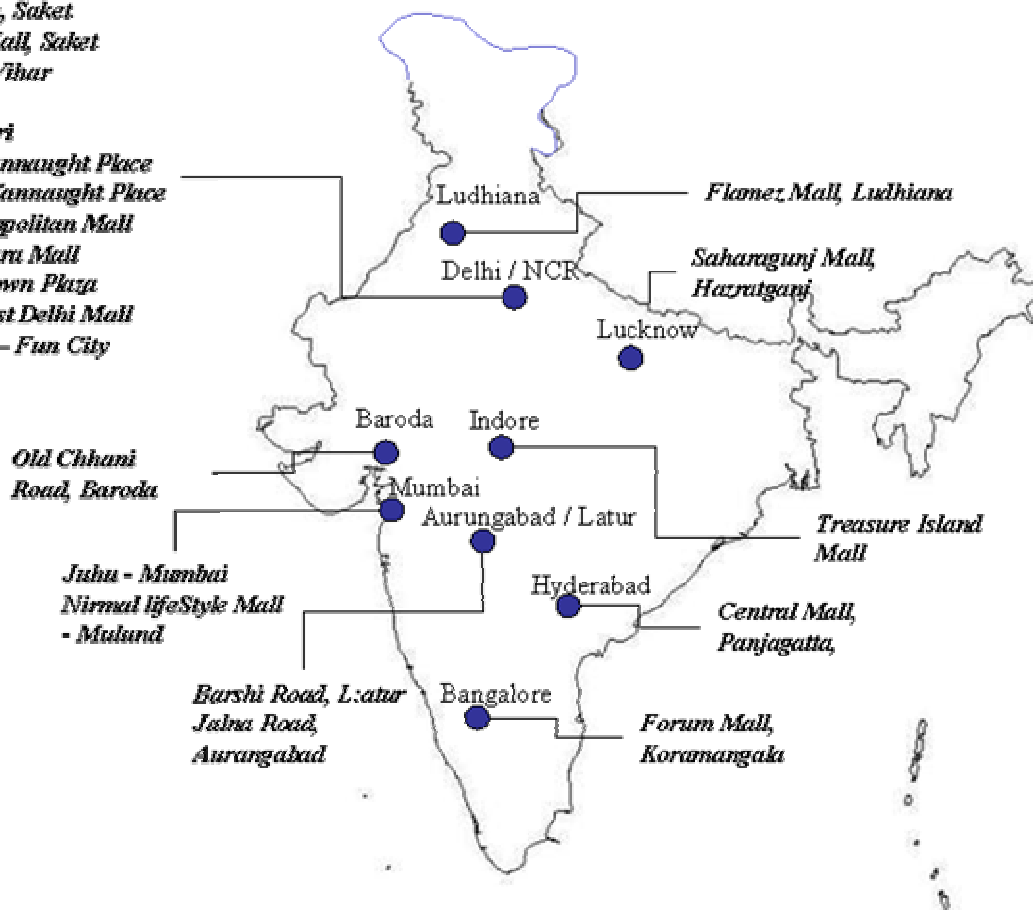 , Saket
Mall, Saket
Vihar
ri
nnaught Place
Cannaught Place
opolitan Mall
ara Mall
own Plaza
st Delhi Mall
– Fun City
Ludhiana
Flamez Mall, Ludhiana
Delhi / NCR
Saharagunj Mall,
Hazratganj
Lucknow
Baroda
Indore
Old Chhani
Road, Baroda
Mumbai
Aurungabad / Latur
Treasure Island
Mall
Juhu - Mumbai
Nirmal lifeStyle Mall
- Mulund
Hyderabad
Central Mall,
Panjagatta,
Barshi Road, L:atur
Jalna Road,
Aurangabad
Bangalore
Forum Mall,
Koramangala